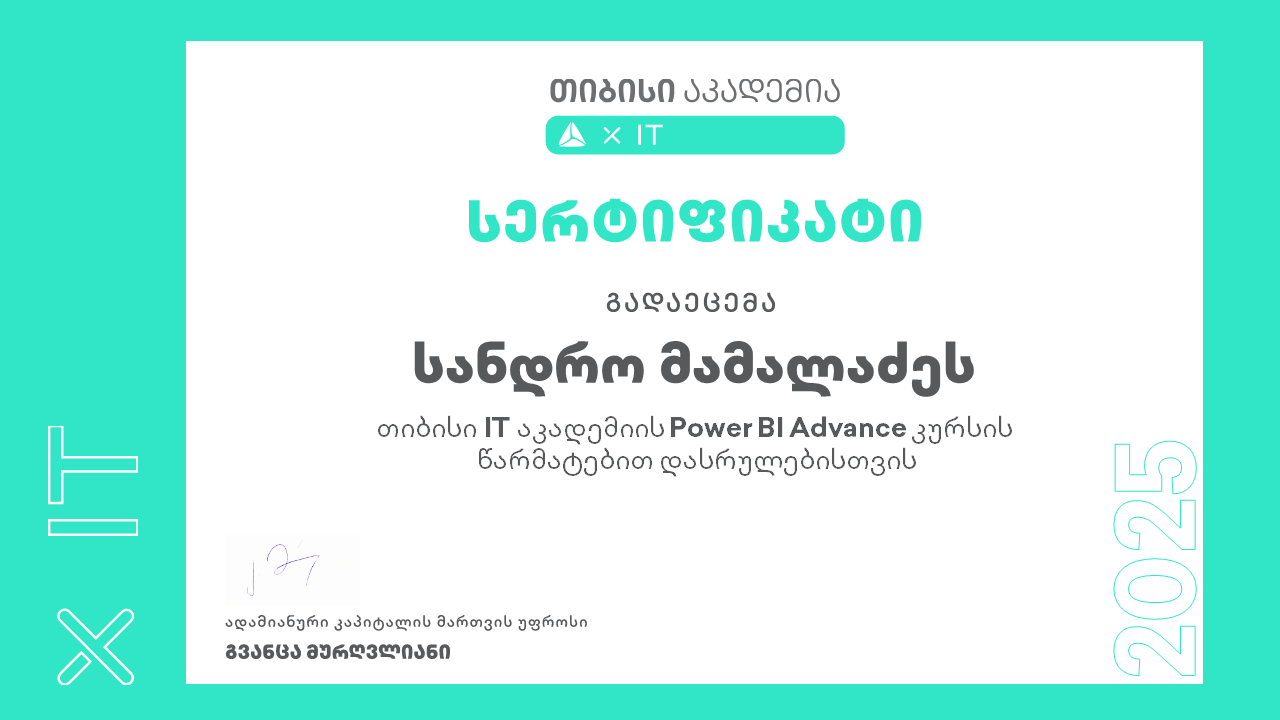 თიბისი აკადემია
× IT
სერტიფიკატი
გადაეცემა
სანდრო მამალაძეს
თიბისი IT აკადემიის Power BI Advance კურსის
წარმატებით დასრულებისთვის
ადამიანური კაპიტალის მართვის უფროსი
გვანცა მურღვლიანი
× IT
2025